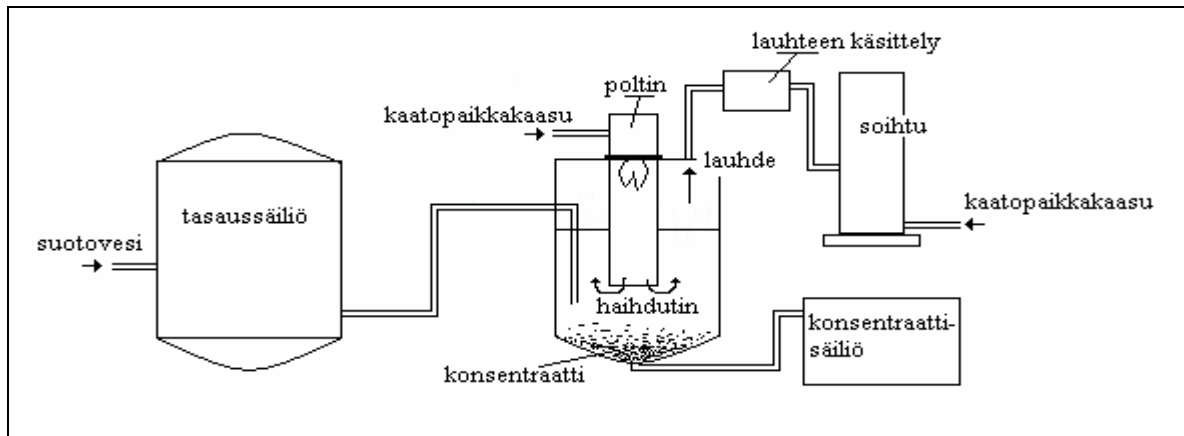 lauhteen käsittely
poltin
kaatopaikkakaasu
soihtu
lauhde
tasaussäiliö
kaatopaikkakaasu
suotovesi
haihdutin
konsentraatti-
säiliö
konsentraatti